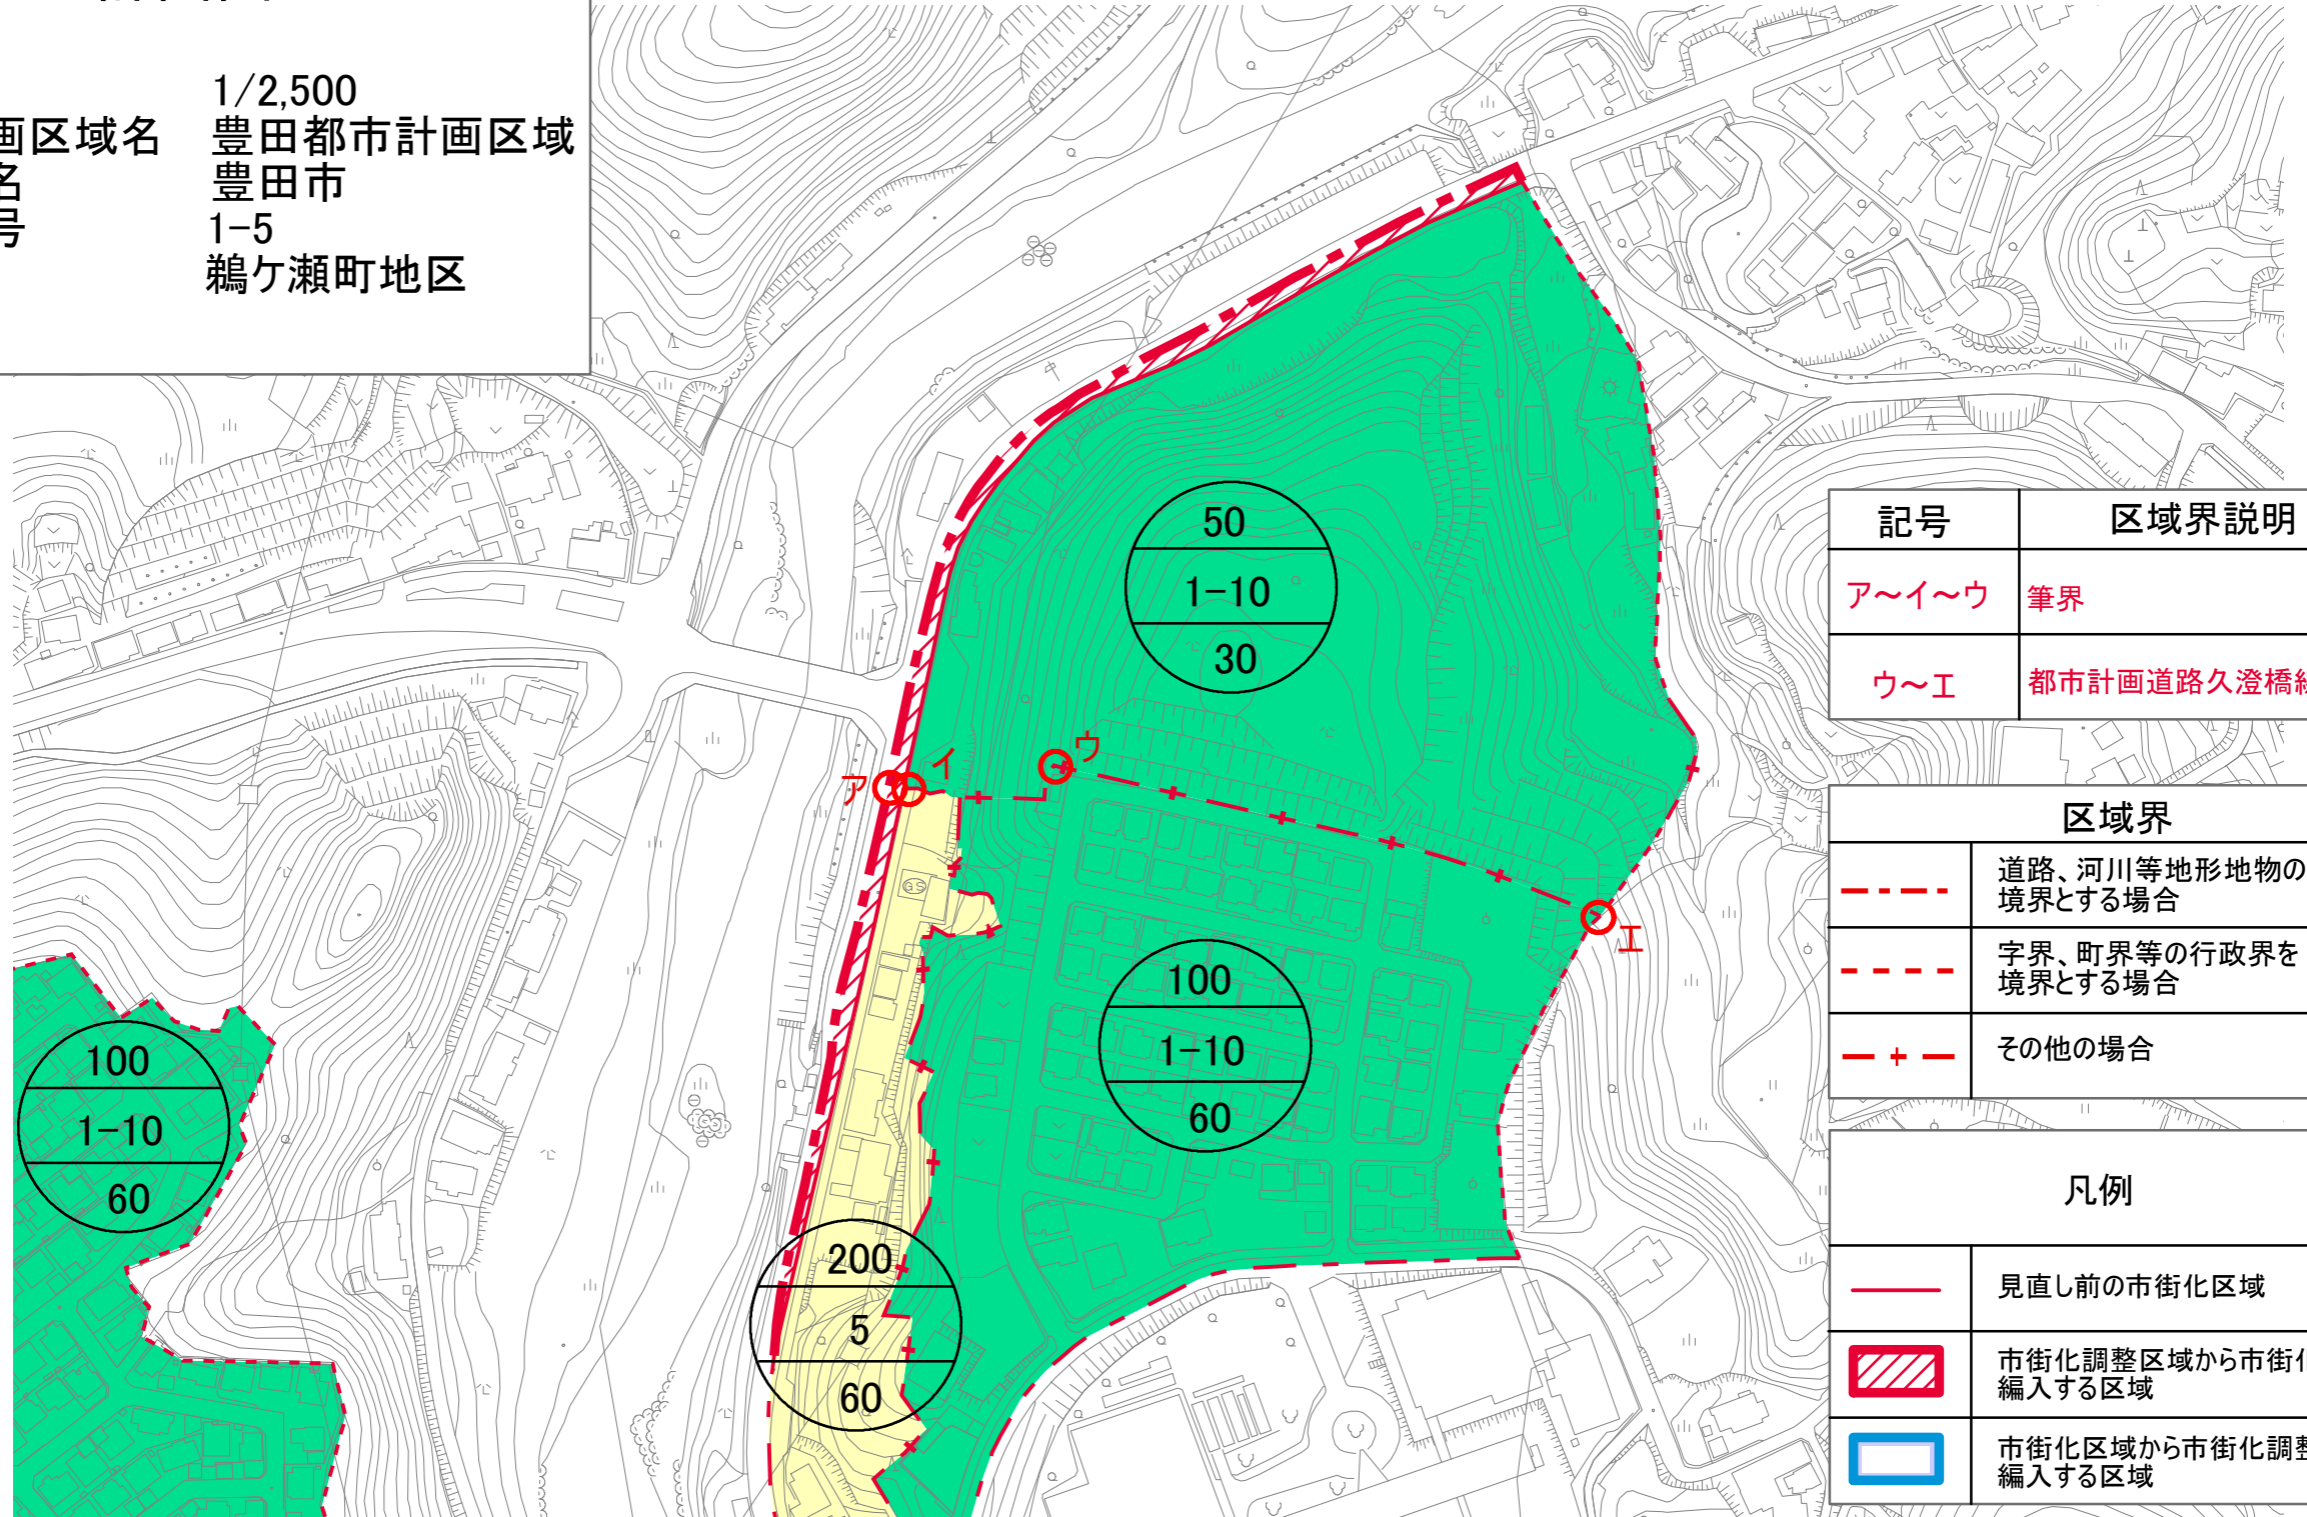 1/2,500
画区域名 豊田都市計画区域
名 豊田市
号 1-5
鵜ケ瀬町地区
50
1-10
30
ア
イ
ウ
エ
GS
100
1-10
60
100
1-10
60
200
5
60
記号 区域界説明
ア～イ～ウ 筆界
ウ～エ 都市計画道路久澄橋線
区域界
道路、河川等地形地物の
境界とする場合
字界、町界等の行政界を
境界とする場合
その他の場合
凡例
見直し前の市街化区域
市街化調整区域から市街化
編入する区域
市街化区域から市街化調整
編入する区域